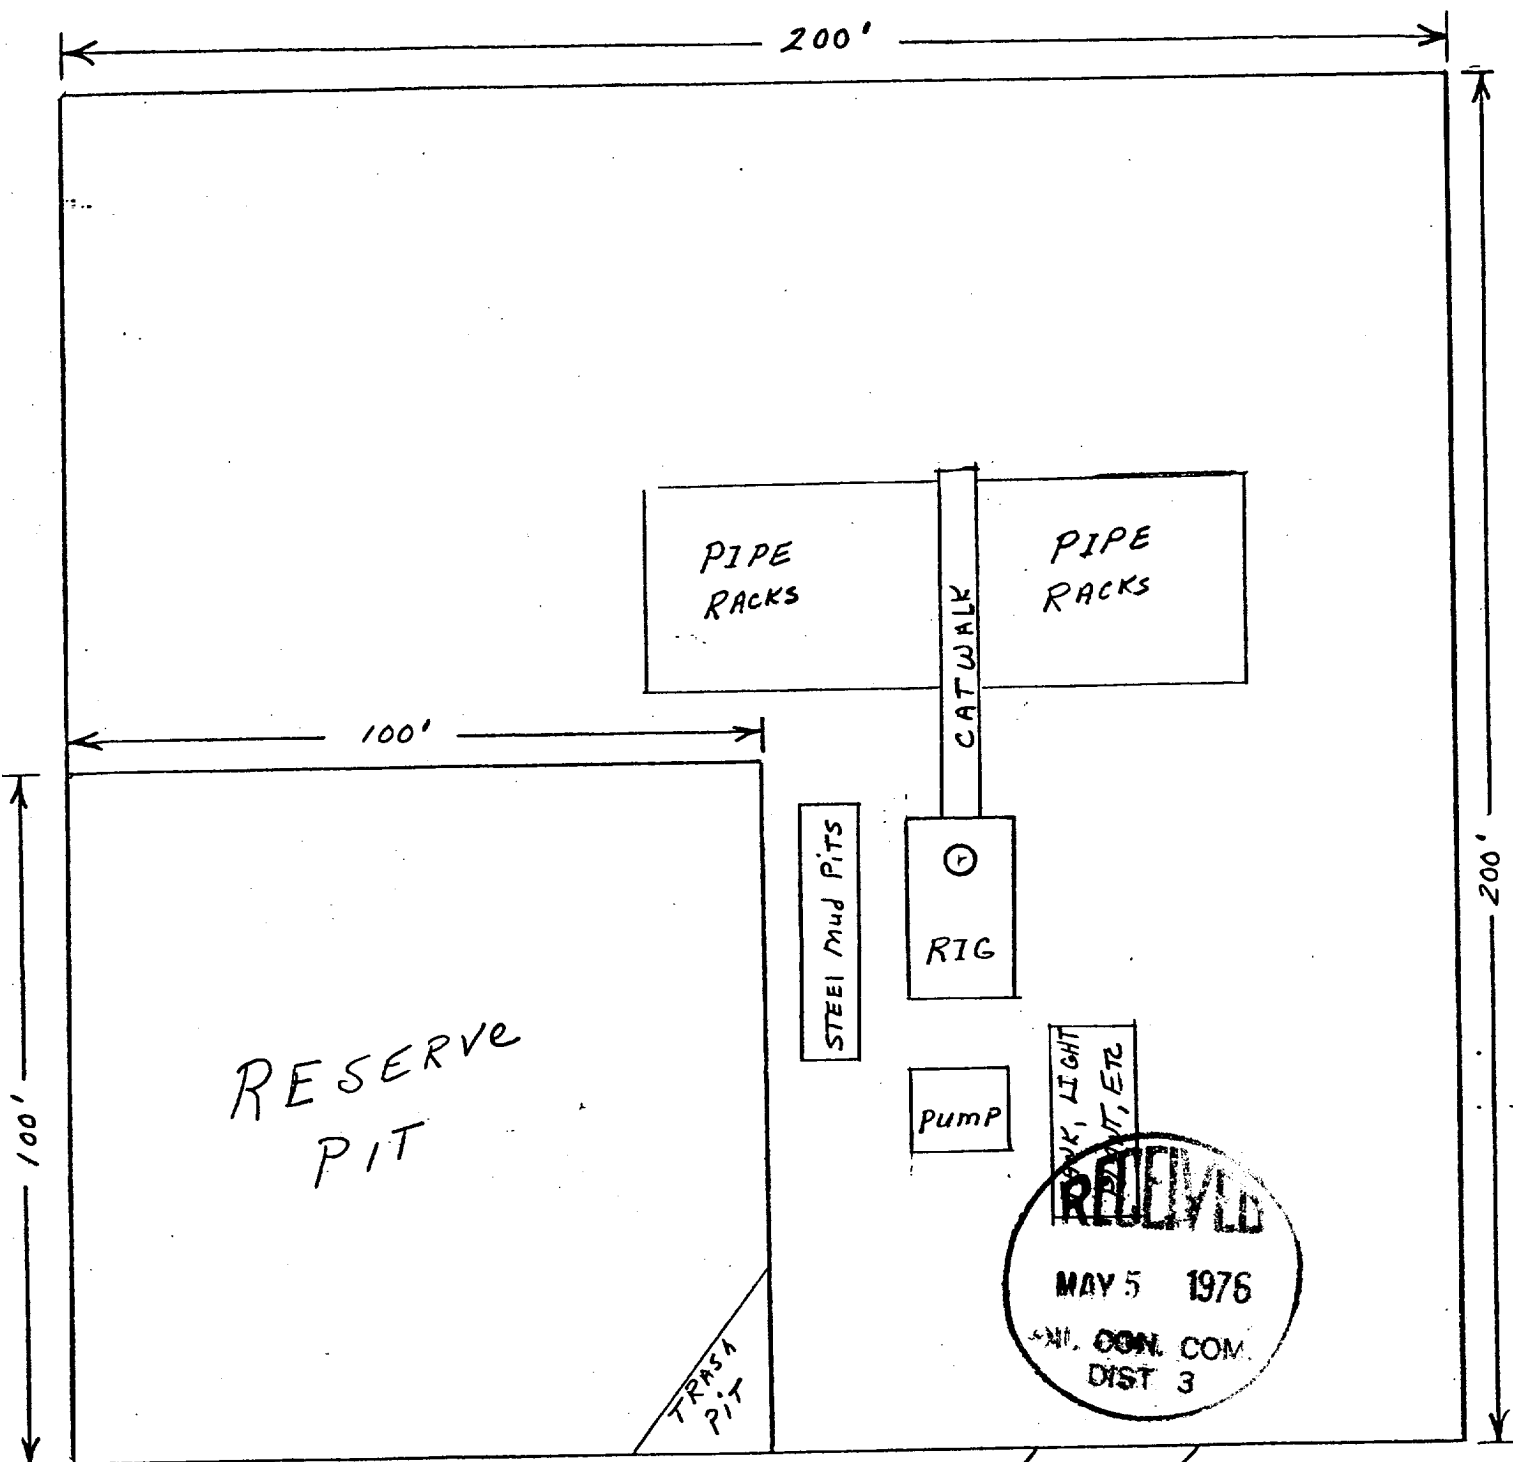 200'
PIPE
RACKS
PIPE
RACKS
CATWALK
100'
200'
STEEl mud PiTS
RIG
100'
RESERVe
PIT
PumP
LIGHT
ETC
RECEIVED
MAY 5 1976
CON. COM.
DIST 3
TRASH
PiT